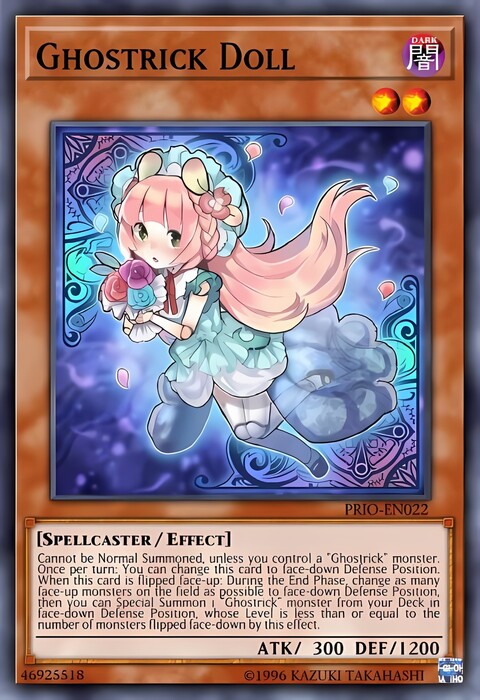 GHOSTRICK DOLL
DARK
闇
PRIO-EN022
[SPELLCASTER / EFFECT]
Cannot be Normal Summoned, unless you control a "Ghostrick" monster.
Once per turn: You can change this card to face-down Defense Position.
When this card is flipped face-up: During the End Phase, change as many
face-up monsters on the field as possible to face-down Defense Position,
then you can Special Summon 1 "Ghostrick" monster from your Deck in
face-down Defense Position, whose Level is less than or equal to the
number of monsters flipped face-down by this effect.
ATK/ 300 DEF/1200
46925518
©1996 KAZUKI TAKAHASHI